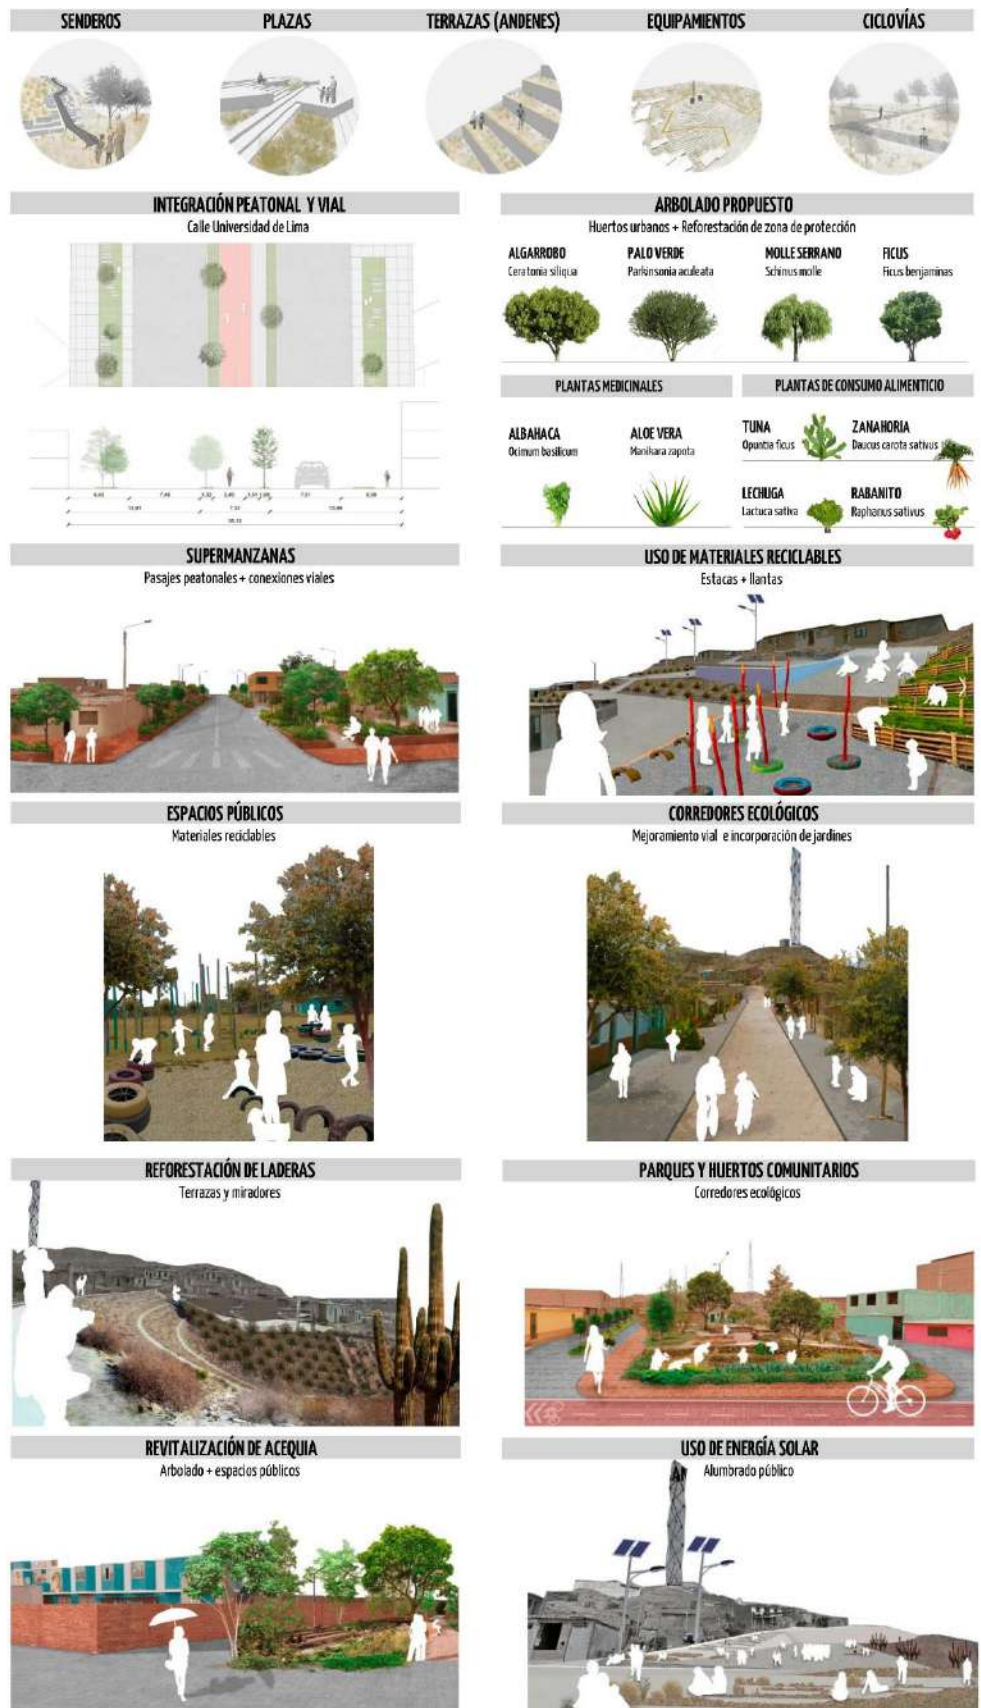 SENDEROS
PLAZAS
TERRAZAS (ANDENES)
EQUIPAMIENTOS
CICLOVÍAS
INTEGRACIÓN PEATONAL Y VIAL
Calle Universidad de Lima
ARBOLADO PROPUESTO
Huertos urbanos + Reforestación de zona de protección
ALGARROBO
Ceratonia siliqua
PALO VERDE
Parkinsonia aculeata
MOLLE SERRANO
Schinus molle
FICUS
Ficus benjaminas
PLANTAS MEDICINALES
ALBAHACA
Ocimum basilicum
ALOE VERA
Manikara zapota
PLANTAS DE CONSUMO ALIMENTICIO
TUNA
Opuntia ficus
ZANAHORIA
Daucus carota sativus
LECHUGA
Lactuca sativa
RABANITO
Raphanus sativus
SUPERMANZANAS
Pasajes peatonales + conexiones viales
USO DE MATERIALES RECICLABLES
Estacas + llantas
ESPACIOS PÚBLICOS
Materiales reciclables
CORREDORES ECOLÓGICOS
Mejoramiento vial e incorporación de jardines
REFORESTACIÓN DE LADERAS
Terrazas y miradores
PARQUES Y HUERTOS COMUNITARIOS
Corredores ecológicos
REVITALIZACIÓN DE ACEQUIA
Arbolado + espacios públicos
USO DE ENERGÍA SOLAR
Alumbrado público